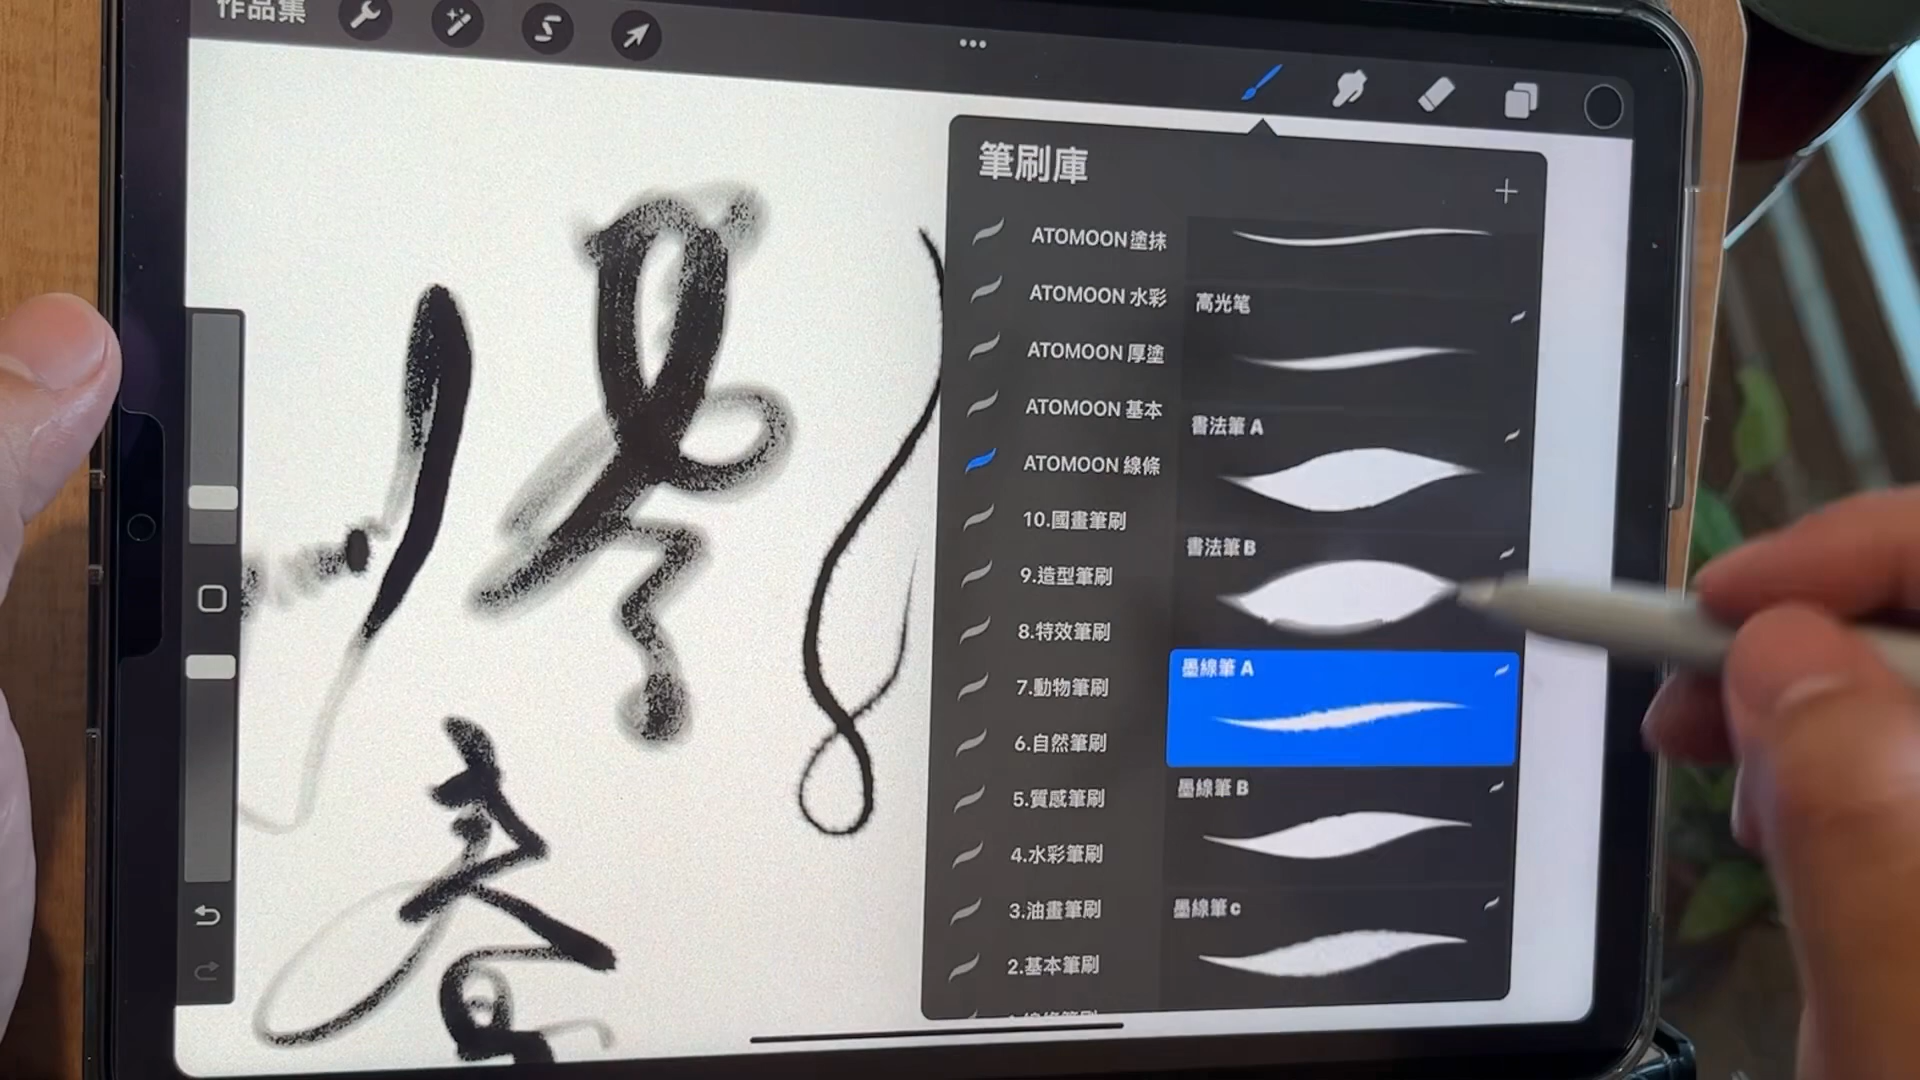 作品集
筆刷庫
ATOMOON塗抹
ATOMOON 水彩
ATOMOON 厚塗
ATOMOON 基本
ATOMOON 線條
10.國畫筆刷
9.造型筆刷
8.特效筆刷
7.動物筆刷
6.自然筆刷
5.質感筆刷
4.水彩筆刷
3.油畫筆刷
2.基本筆刷
高光笔
書法筆 A
書法筆 B
墨線筆 A
墨線筆 B
墨線筆 c
春